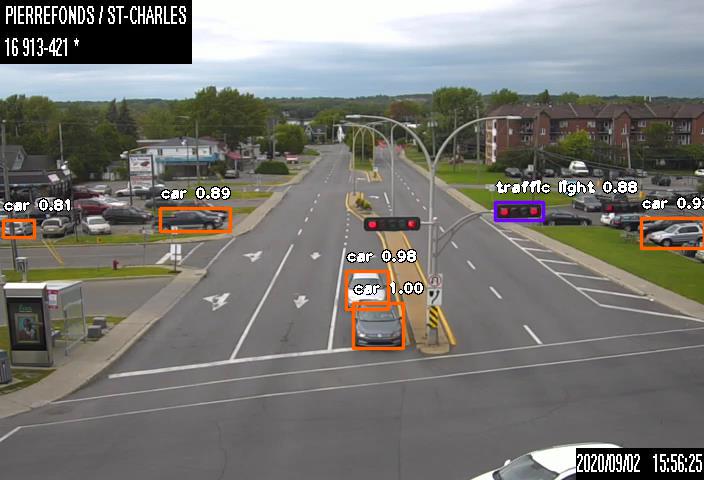 PIERREFONDS / ST-CHARLES
16 913-421 *
traffic light 0.88
car 0.89
car 0.81
car 0.93
car 0.98
car 1.00
2020/09/02 15:56:25